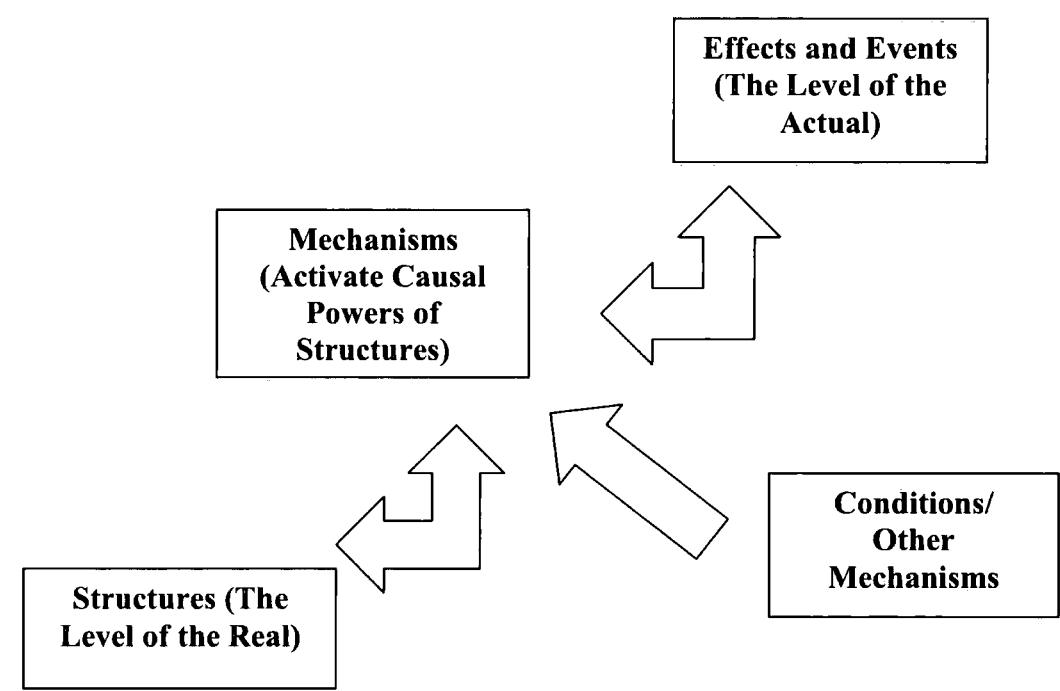 Effects and Events
(The Level of the
Actual)
Mechanisms
(Activate Causal
Powers of
Structures)
Conditions/
Other
Mechanisms
Structures (The
Level of the Real)